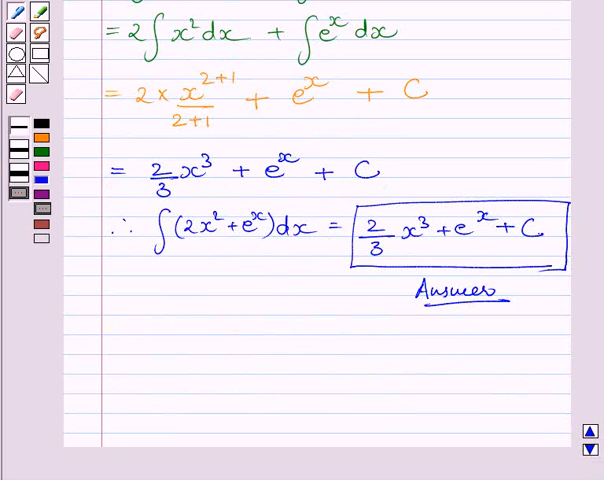 = 2∫x²dx + ∫eˣdx
= 2 × x²⁺¹/2+1 + eˣ + C
= 2/3 x³ + eˣ + C
∴ ∫(2x²+eˣ)dx = 2/3 x³ + eˣ + C
Answer